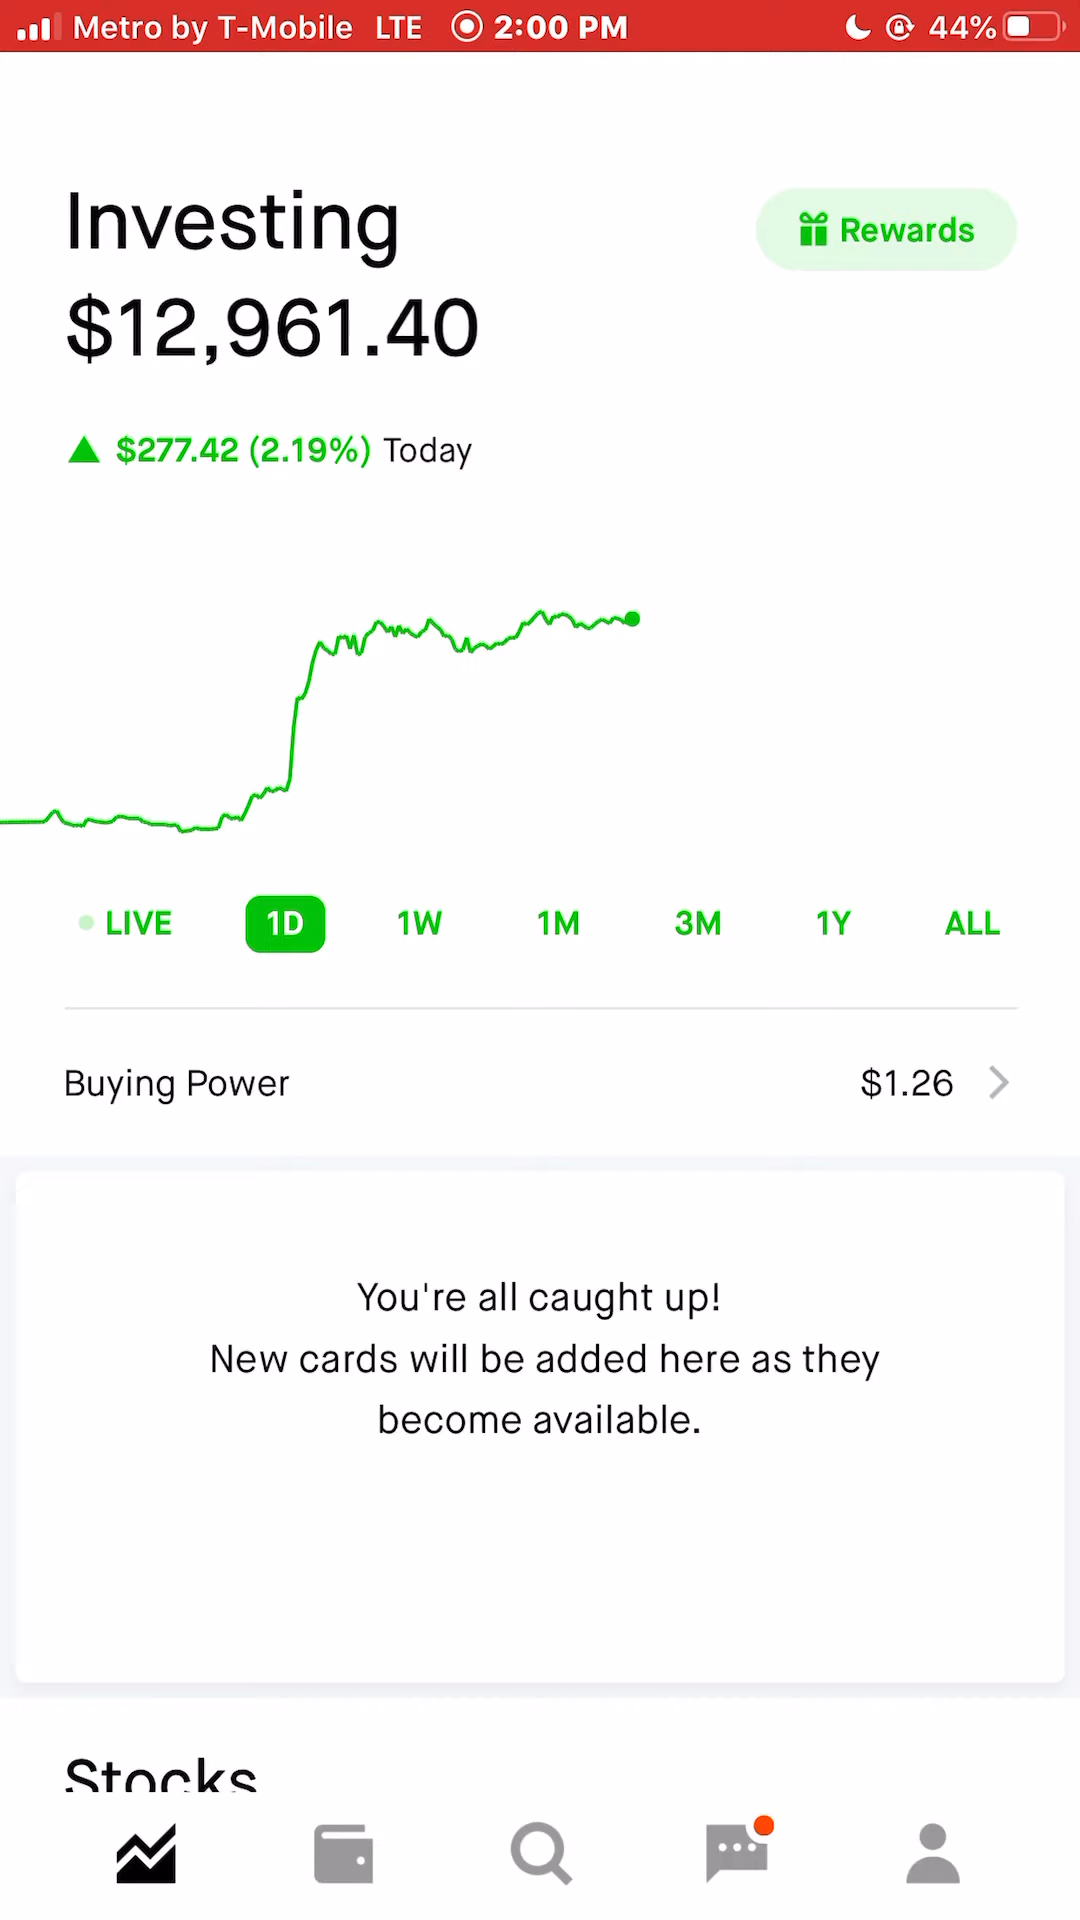 Metro by T-Mobile LTE 2:00 PM 44%
Investing
Rewards
$12,961.40
$277.42 (2.19%) Today
LIVE 1D 1W 1M 3M 1Y ALL
Buying Power $1.26
You're all caught up!
New cards will be added here as they
become available.
Stocks